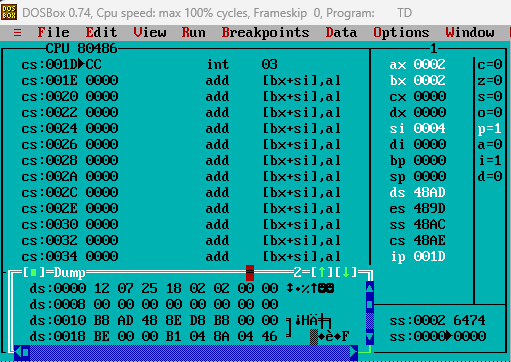 DOSBox 0.74, Cpu speed: max 100% cycles, Frameskip 0, Program: TD
≡ File Edit View Run Breakpoints Data Options Window
CPU 80486 1
cs:001D►CC int 03 ax 0002 c=0
cs:001E 0000 add [bx+si],al bx 0002 z=0
cs:0020 0000 add [bx+si],al cx 0000 s=0
cs:0022 0000 add [bx+si],al dx 0000 o=0
cs:0024 0000 add [bx+si],al si 0004 p=1
cs:0026 0000 add [bx+si],al di 0000 a=0
cs:0028 0000 add [bx+si],al bp 0000 i=1
cs:002A 0000 add [bx+si],al sp 0000 d=0
cs:002C 0000 add [bx+si],al ds 48AD
cs:002E 0000 add [bx+si],al es 489D
cs:0030 0000 add [bx+si],al ss 48AC
cs:0032 0000 add [bx+si],al cs 48AE
cs:0034 0000 add [bx+si],al ip 001D
[■]=Dump 2=[↑][↓]
ds:0000 12 07 25 18 02 02 00 00 ↕•%↑☻☻
ds:0008 00 00 00 00 00 00 00 00
ds:0010 B8 AD 48 8E D8 B8 00 00 ╕¡HÄ╪╕ ss:0002 6474
ds:0018 BE 00 00 B1 04 8A 04 46 ╛ ▒♦è♦F ss:0000►0000